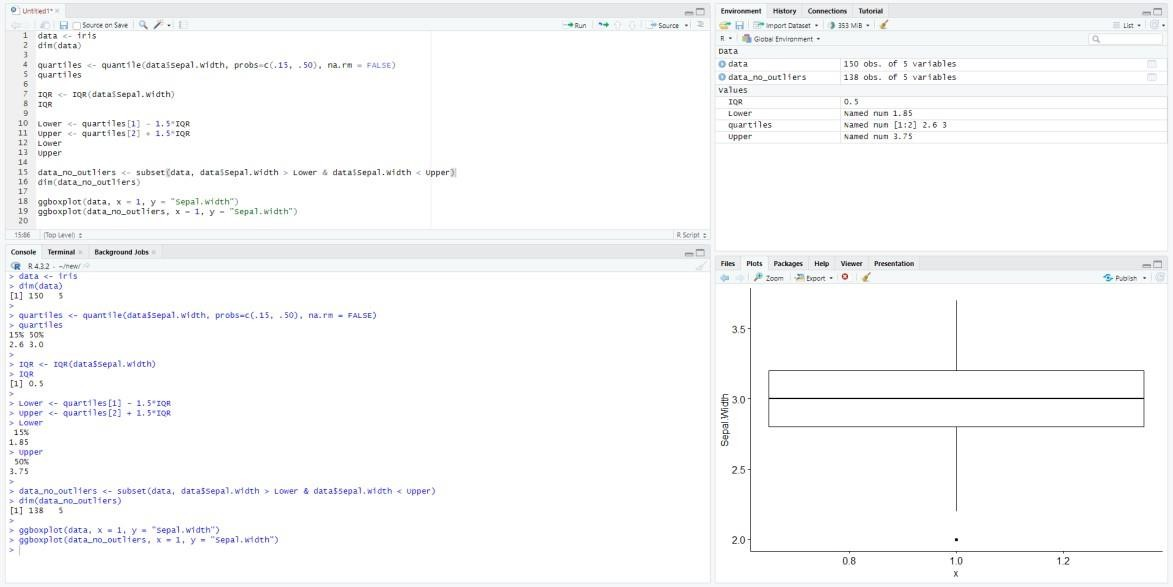 Untitled1* ×
Source on Save
Run
Source
1 data <- iris
2 dim(data)
3
4 quartiles <- quantile(data$Sepal.Width, probs=c(.15, .50), na.rm = FALSE)
5 quartiles
6
7 IQR <- IQR(data$Sepal.Width)
8 IQR
9
10 Lower <- quartiles[1] - 1.5*IQR
11 Upper <- quartiles[2] + 1.5*IQR
12 Lower
13 Upper
14
15 data_no_outliers <- subset(data, data$Sepal.Width > Lower & data$Sepal.Width < Upper)
16 dim(data_no_outliers)
17
18 ggboxplot(data, x = 1, y = "Sepal.Width")
19 ggboxplot(data_no_outliers, x = 1, y = "Sepal.Width")
20
15:86 (Top Level) R Script
Console Terminal × Background Jobs ×
R 4.3.2 · ~/new/
> data <- iris
> dim(data)
[1] 150 5
>
> quartiles <- quantile(data$Sepal.Width, probs=c(.15, .50), na.rm = FALSE)
> quartiles
15% 50%
2.6 3.0
>
> IQR <- IQR(data$Sepal.Width)
> IQR
[1] 0.5
>
> Lower <- quartiles[1] - 1.5*IQR
> Upper <- quartiles[2] + 1.5*IQR
> Lower
15%
1.85
> Upper
50%
3.75
>
> data_no_outliers <- subset(data, data$Sepal.Width > Lower & data$Sepal.Width < Upper)
> dim(data_no_outliers)
[1] 138 5
>
> ggboxplot(data, x = 1, y = "Sepal.Width")
> ggboxplot(data_no_outliers, x = 1, y = "Sepal.Width")
>
Environment History Connections Tutorial
Import Dataset 353 MiB List
R Global Environment
Data
data 150 obs. of 5 variables
data_no_outliers 138 obs. of 5 variables
Values
IQR 0.5
Lower Named num 1.85
quartiles Named num [1:2] 2.6 3
Upper Named num 3.75
Files Plots Packages Help Viewer Presentation
Zoom Export Publish
3.5
3.0
2.5
2.0
Sepal.Width
0.8 1.0 1.2
x